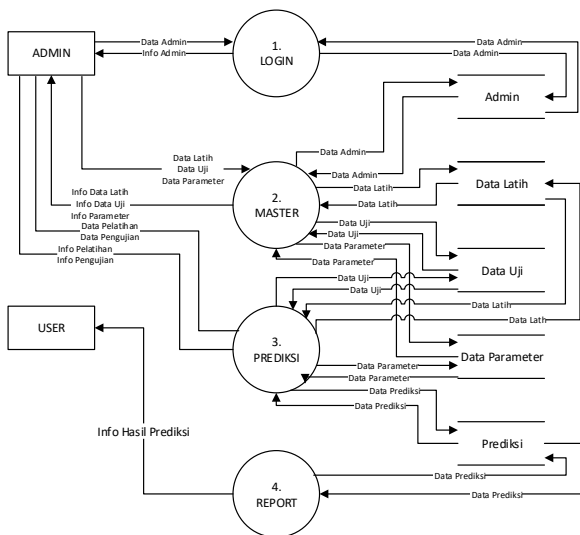 ADMIN
Data Admin
Info Admin
1.
LOGIN
Data Admin
Data Admin
Admin
Data Admin
Data Admin
Data Latih
Data Uji
Data Parameter
2.
MASTER
Data Latih
Data Latih
Data Latih
Info Data Latih
Info Data Uji
Info Parameter
Data Pelatihan
Data Pengujian
Info Pelatihan
Info Pengujian
Data Uji
Data Uji
Data Parameter
Data Parameter
Data Uji
Data Uji
Data Uji
Data Latih
Data Lath
USER
3.
PREDIKSI
Data Parameter
Data Parameter
Data Parameter
Data Prediksi
Data Prediksi
Info Hasil Prediksi
Prediksi
4.
REPORT
Data Prediksi
Data Prediksi